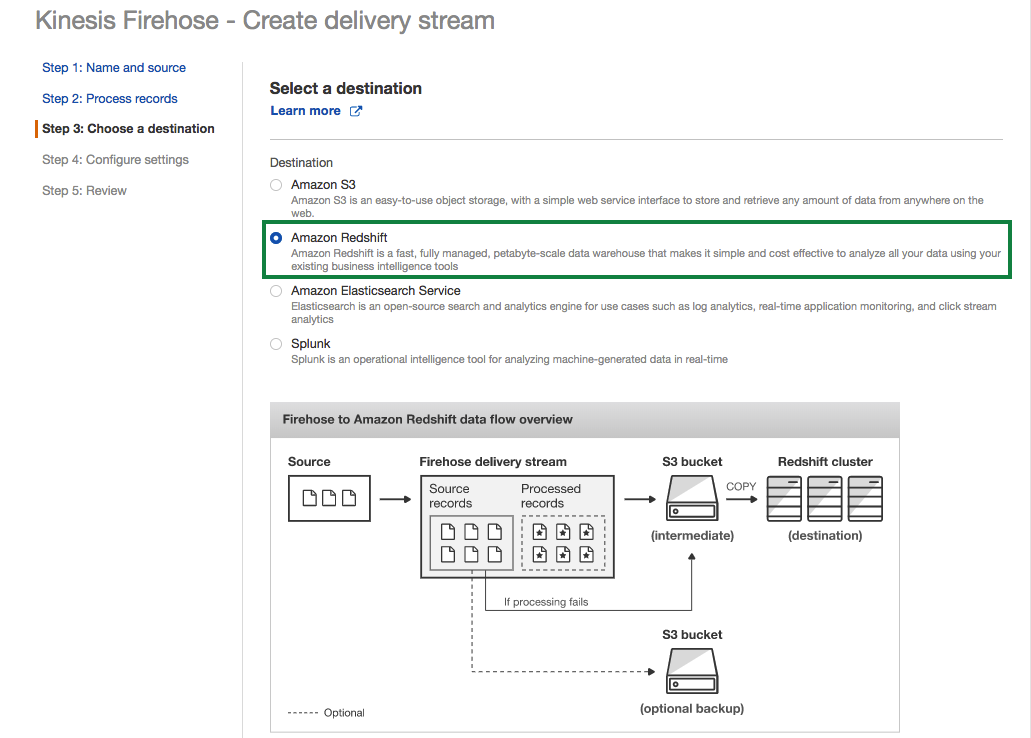 Kinesis Firehose - Create delivery stream
Step 1: Name and source
Step 2: Process records
Step 3: Choose a destination
Step 4: Configure settings
Step 5: Review
Select a destination
Learn more
Destination
Amazon S3
Amazon S3 is an easy-to-use object storage, with a simple web service interface to store and retrieve any amount of data from anywhere on the
web.
Amazon Redshift
Amazon Redshift is a fast, fully managed, petabyte-scale data warehouse that makes it simple and cost effective to analyze all your data using your
existing business intelligence tools
Amazon Elasticsearch Service
Elasticsearch is an open-source search and analytics engine for use cases such as log analytics, real-time application monitoring, and click stream
analytics
Splunk
Splunk is an operational intelligence tool for analyzing machine-generated data in real-time
Firehose to Amazon Redshift data flow overview
Source
Firehose delivery stream
Source
records
Processed
records
S3 bucket
(intermediate)
COPY
Redshift cluster
(destination)
If processing fails
S3 bucket
(optional backup)
Optional